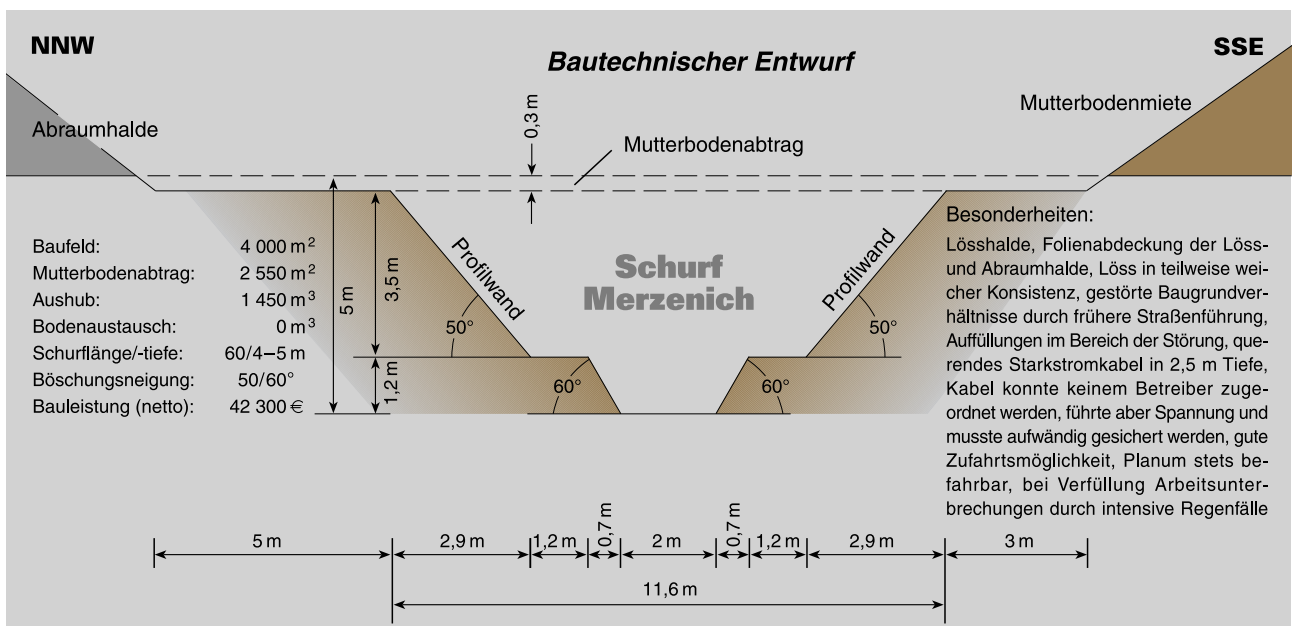 NNW
Bautechnischer Entwurf
SSE
Abraumhalde
0,3 m
Mutterbodenabtrag
Mutterbodenmiete
Baufeld: 4 000 m²
Mutterbodenabtrag: 2 550 m²
Aushub: 1 450 m³
Bodenaustausch: 0 m³
Schurflänge/-tiefe: 60/4–5 m
Böschungsneigung: 50/60°
Bauleistung (netto): 42 300 €
5 m
3,5 m
1,2 m
Profilwand
50°
60°
Schurf
Merzenich
Profilwand
50°
60°
Besonderheiten:
Lösshalde, Folienabdeckung der Löss-
und Abraumhalde, Löss in teilweise wei-
cher Konsistenz, gestörte Baugrundver-
hältnisse durch frühere Straßenführung,
Auffüllungen im Bereich der Störung, que-
rendes Starkstromkabel in 2,5 m Tiefe,
Kabel konnte keinem Betreiber zuge-
ordnet werden, führte aber Spannung und
musste aufwändig gesichert werden, gute
Zufahrtsmöglichkeit, Planum stets be-
fahrbar, bei Verfüllung Arbeitsunter-
brechungen durch intensive Regenfälle
5 m 2,9 m 1,2 m 0,7 m 2 m 0,7 m 1,2 m 2,9 m 3 m
11,6 m